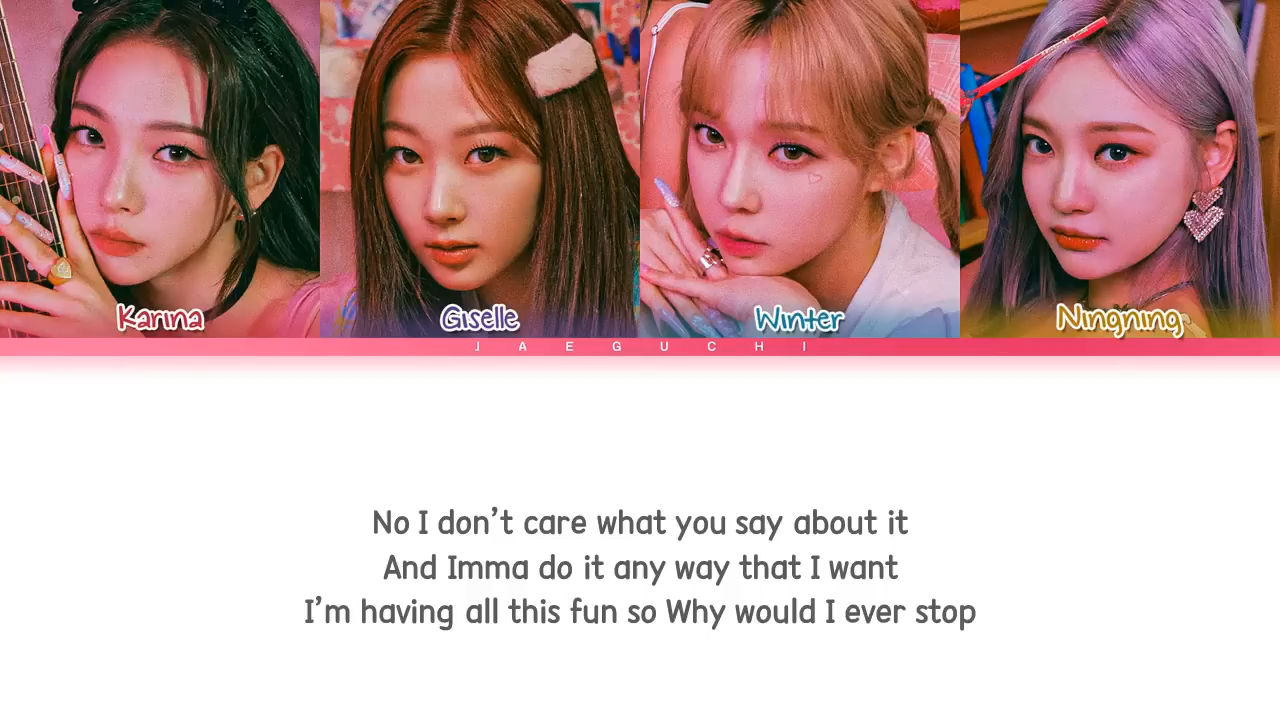 Karina
Giselle
Winter
Ningning
JAEGUCHI
No I don't care what you say about it
And Imma do it any way that I want
I'm having all this fun so Why would I ever stop